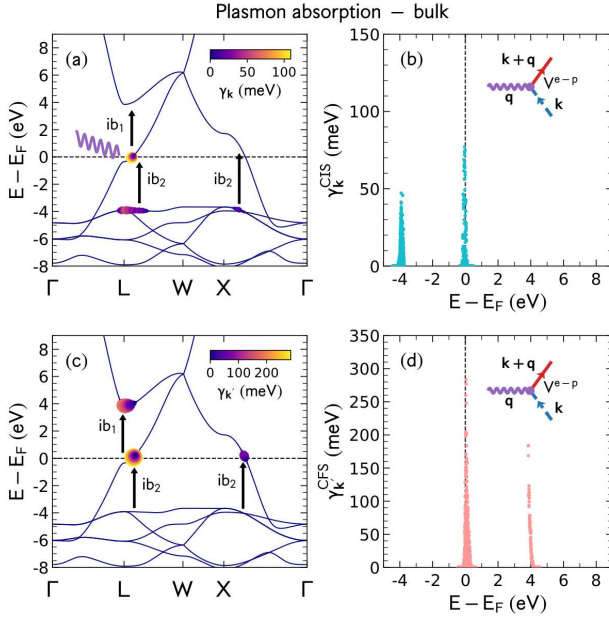 Plasmon absorption – bulk
(a)
0 50 100
γk
(meV)
ib1
ib2
ib2
E – EF (eV)
8
6
4
2
0
-2
-4
-6
-8
Γ L W X Γ
(b)
k + q
Ve–p
q
k
γkCIS (meV)
150
125
100
75
50
25
0
-4 -2 0 2 4 6 8
E – EF (eV)
(c)
0 100 200
γk′ (meV)
ib1
ib2
ib2
E – EF (eV)
8
6
4
2
0
-2
-4
-6
-8
Γ L W X Γ
(d)
k + q
Ve–p
q
k
γk′CFS (meV)
350
300
250
200
150
100
50
0
-4 -2 0 2 4 6 8
E – EF (eV)